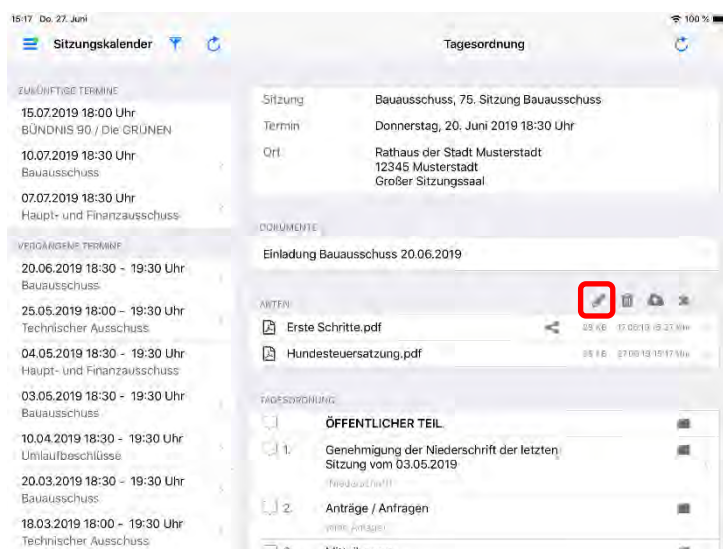 15:17 Do. 27. Juni
100 %
Sitzungskalender
Tagesordnung
ZUKÜNFTIGE TERMINE
15.07.2019 18:00 Uhr
BÜNDNIS 90 / Die GRÜNEN
10.07.2019 18:30 Uhr
Bauausschuss
07.07.2019 18:30 Uhr
Haupt- und Finanzausschuss
VERGANGENE TERMINE
20.06.2019 18:30 - 19:30 Uhr
Bauausschuss
25.05.2019 18:00 - 19:30 Uhr
Technischer Ausschuss
04.05.2019 18:30 - 19:30 Uhr
Haupt- und Finanzausschuss
03.05.2019 18:30 - 19:30 Uhr
Bauausschuss
10.04.2019 18:30 - 19:30 Uhr
Umlaufbeschlüsse
20.03.2019 18:30 - 19:30 Uhr
Bauausschuss
18.03.2019 18:00 - 19:30 Uhr
Technischer Ausschuss
Sitzung Bauausschuss, 75. Sitzung Bauausschuss
Termin Donnerstag, 20. Juni 2019 18:30 Uhr
Ort Rathaus der Stadt Musterstadt
12345 Musterstadt
Großer Sitzungssaal
DOKUMENTE
Einladung Bauausschuss 20.06.2019
Erste Schritte.pdf
Hundesteuersatzung.pdf
TAGESORDNUNG
ÖFFENTLICHER TEIL
1. Genehmigung der Niederschrift der letzten
Sitzung vom 03.05.2019
2. Anträge / Anfragen